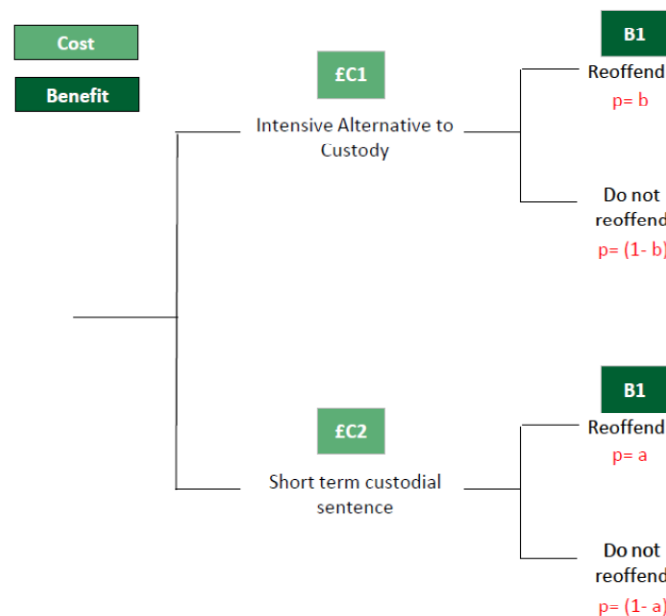 Cost
Benefit
£C1
Intensive Alternative to
Custody
B1
Reoffend
p= b
Do not
reoffend
p= (1- b)
£C2
Short term custodial
sentence
B1
Reoffend
p= a
Do not
reoffend
p= (1- a)